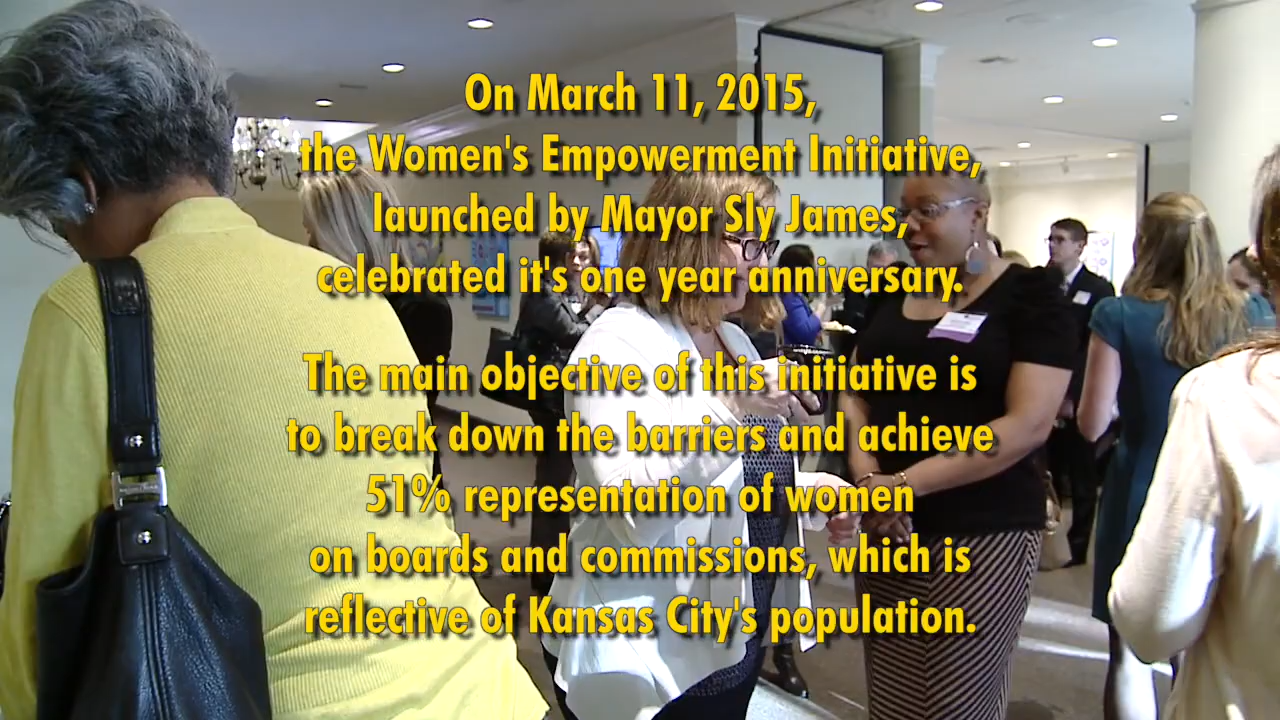 On March 11, 2015,
the Women's Empowerment Initiative,
launched by Mayor Sly James,
celebrated it's one year anniversary.
The main objective of this initiative is
to break down the barriers and achieve
51% representation of women
on boards and commissions, which is
reflective of Kansas City's population.